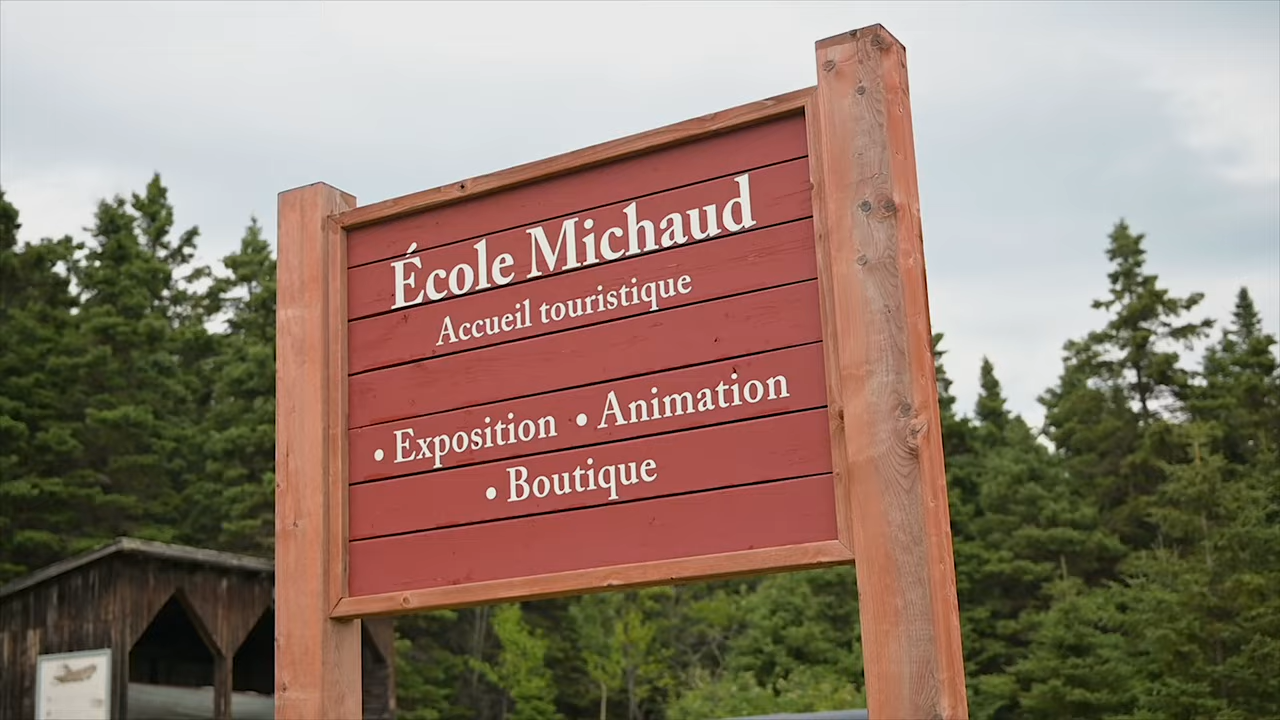 École Michaud
Accueil touristique
• Exposition • Animation
• Boutique